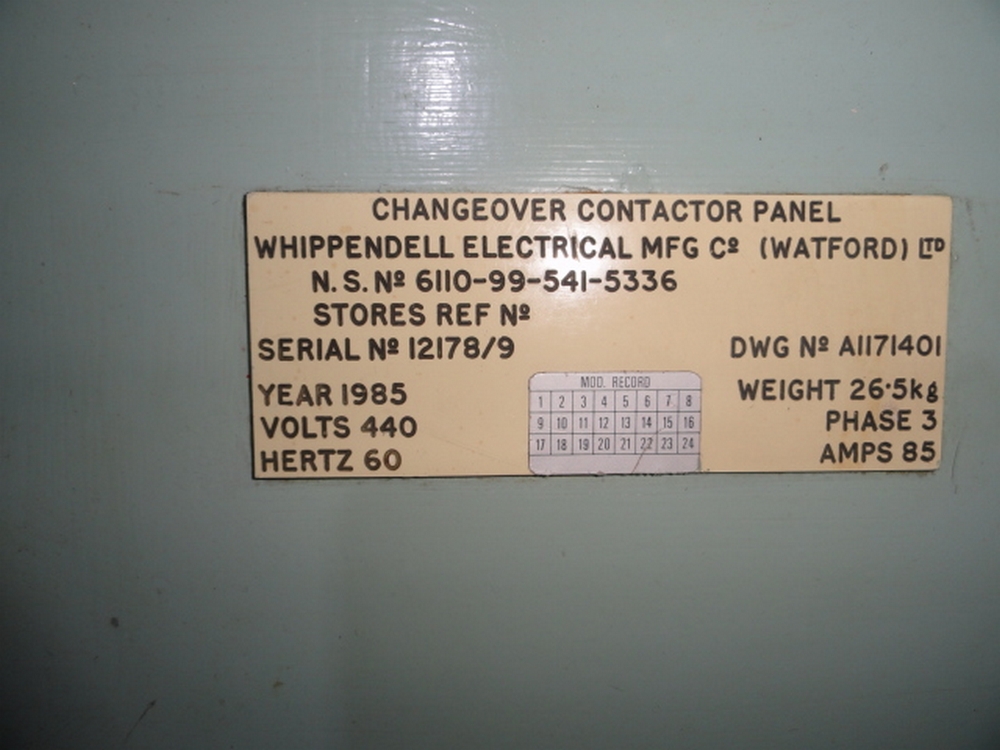 CHANGEOVER CONTACTOR PANEL
WHIPPENDELL ELECTRICAL MFG Cº (WATFORD) LTD
N. S. Nº 6110-99-541-5336
STORES REF Nº
SERIAL Nº 12178/9 DWG Nº A1171401
YEAR 1985 WEIGHT 26·5kg
VOLTS 440 PHASE 3
HERTZ 60 AMPS 85
MOD. RECORD
1 2 3 4 5 6 7 8
9 10 11 12 13 14 15 16
17 18 19 20 21 22 23 24